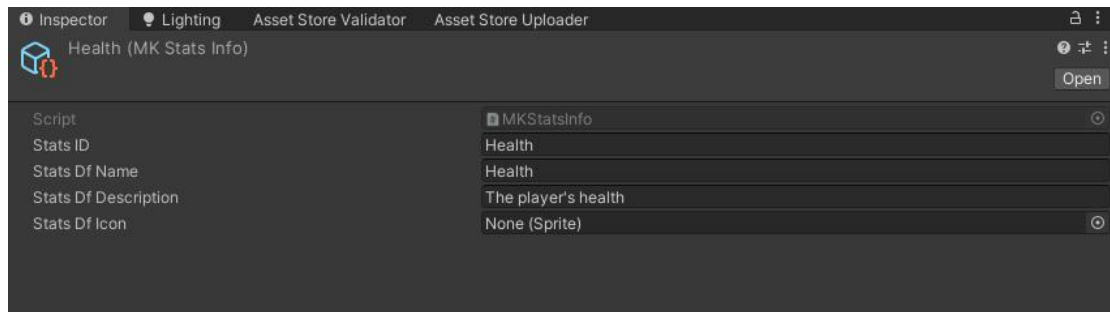 Inspector Lighting Asset Store Validator Asset Store Uploader
Health (MK Stats Info)
Open
Script MKStatsInfo
Stats ID Health
Stats Df Name Health
Stats Df Description The player's health
Stats Df Icon None (Sprite)